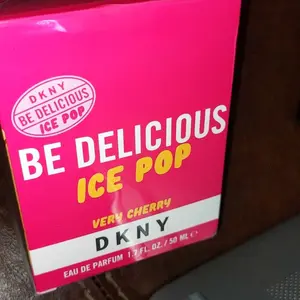 DKNY
BE DELICIOUS
ICE POP
BE DELICIOUS
ICE POP
VERY CHERRY
DKNY
EAU DE PARFUM 1.7 FL. OZ. / 50 ML ℮